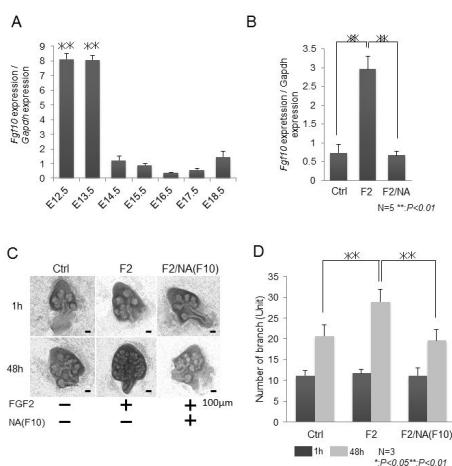 A
Fgf10 expression /
Gapdh expression
9
8
7
6
5
4
3
2
1
0
** **
E12.5 E13.5 E14.5 E15.5 E16.5 E17.5 E18.5
B
Fgf10 expretssion / Gapdh
expression
3.5
3
2.5
2
1.5
1
0.5
0
** **
Ctrl F2 F2/NA
N=5 **:P<0.01
C
Ctrl F2 F2/NA(F10)
1h
48h
100μm
FGF2 − + +
NA(F10) − − +
D
Number of branch (Unit)
35
30
25
20
15
10
5
0
** **
Ctrl F2 F2/NA(F10)
1h 48h N=3
*:P<0.05**:P<0.01